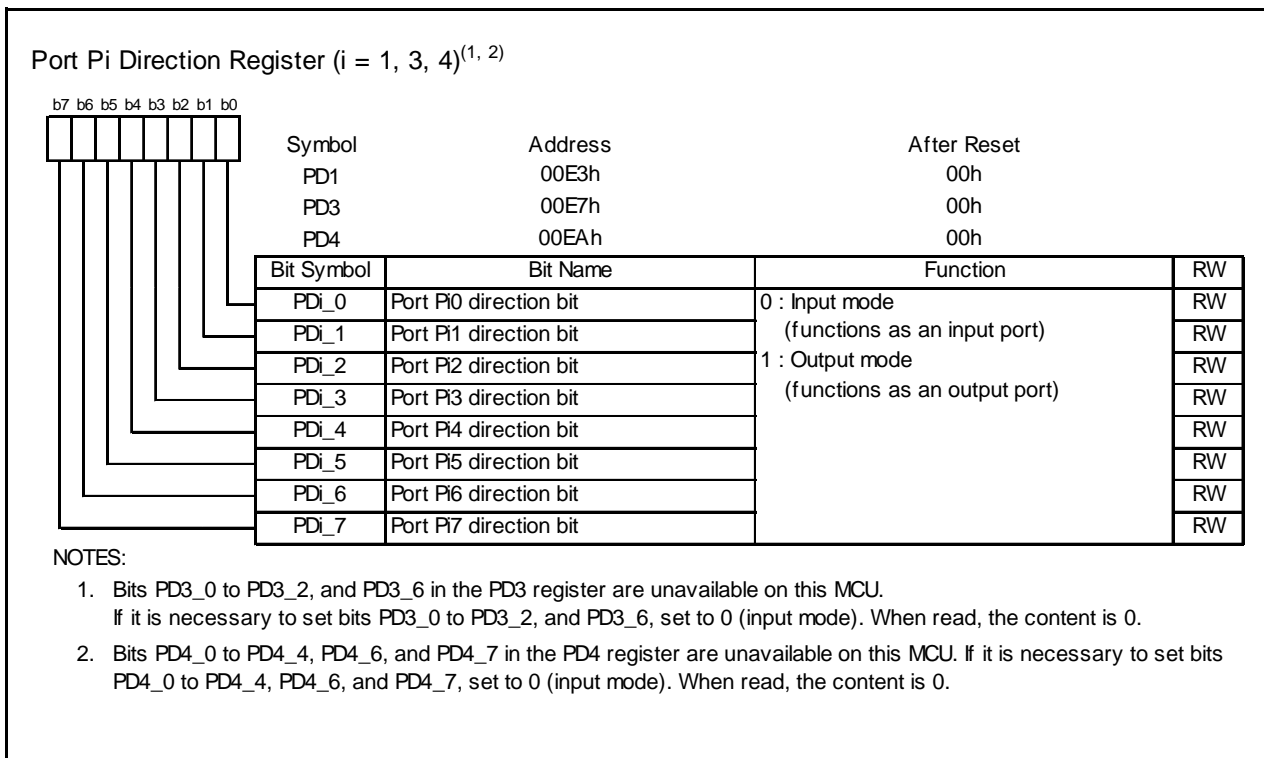 Port Pi Direction Register (i = 1, 3, 4)(1, 2)
b7 b6 b5 b4 b3 b2 b1 b0
Symbol Address After Reset
PD1 00E3h 00h
PD3 00E7h 00h
PD4 00EAh 00h
Bit Symbol Bit Name Function RW
PDi_0 Port Pi0 direction bit 0 : Input mode RW
PDi_1 Port Pi1 direction bit (functions as an input port) RW
PDi_2 Port Pi2 direction bit 1 : Output mode RW
PDi_3 Port Pi3 direction bit (functions as an output port) RW
PDi_4 Port Pi4 direction bit RW
PDi_5 Port Pi5 direction bit RW
PDi_6 Port Pi6 direction bit RW
PDi_7 Port Pi7 direction bit RW
NOTES:
1. Bits PD3_0 to PD3_2, and PD3_6 in the PD3 register are unavailable on this MCU.
If it is necessary to set bits PD3_0 to PD3_2, and PD3_6, set to 0 (input mode). When read, the content is 0.
2. Bits PD4_0 to PD4_4, PD4_6, and PD4_7 in the PD4 register are unavailable on this MCU. If it is necessary to set bits
PD4_0 to PD4_4, PD4_6, and PD4_7, set to 0 (input mode). When read, the content is 0.